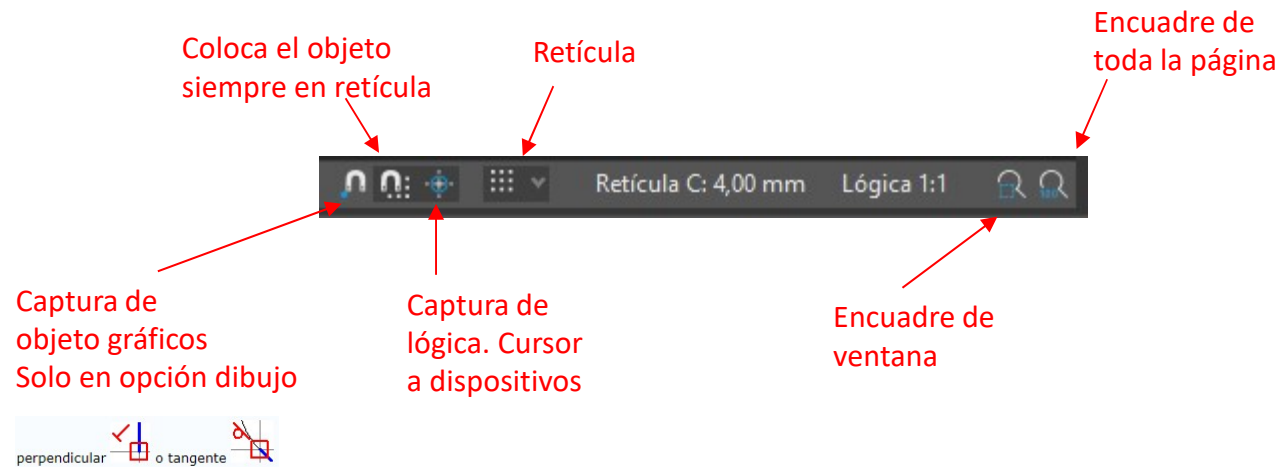 Encuadre de
toda la página
Coloca el objeto
siempre en retícula
Retícula
Retícula C: 4,00 mm
Lógica 1:1
Captura de
objeto gráficos
Solo en opción dibujo
Captura de
lógica. Cursor
a dispositivos
Encuadre de
ventana
perpendicular o tangente